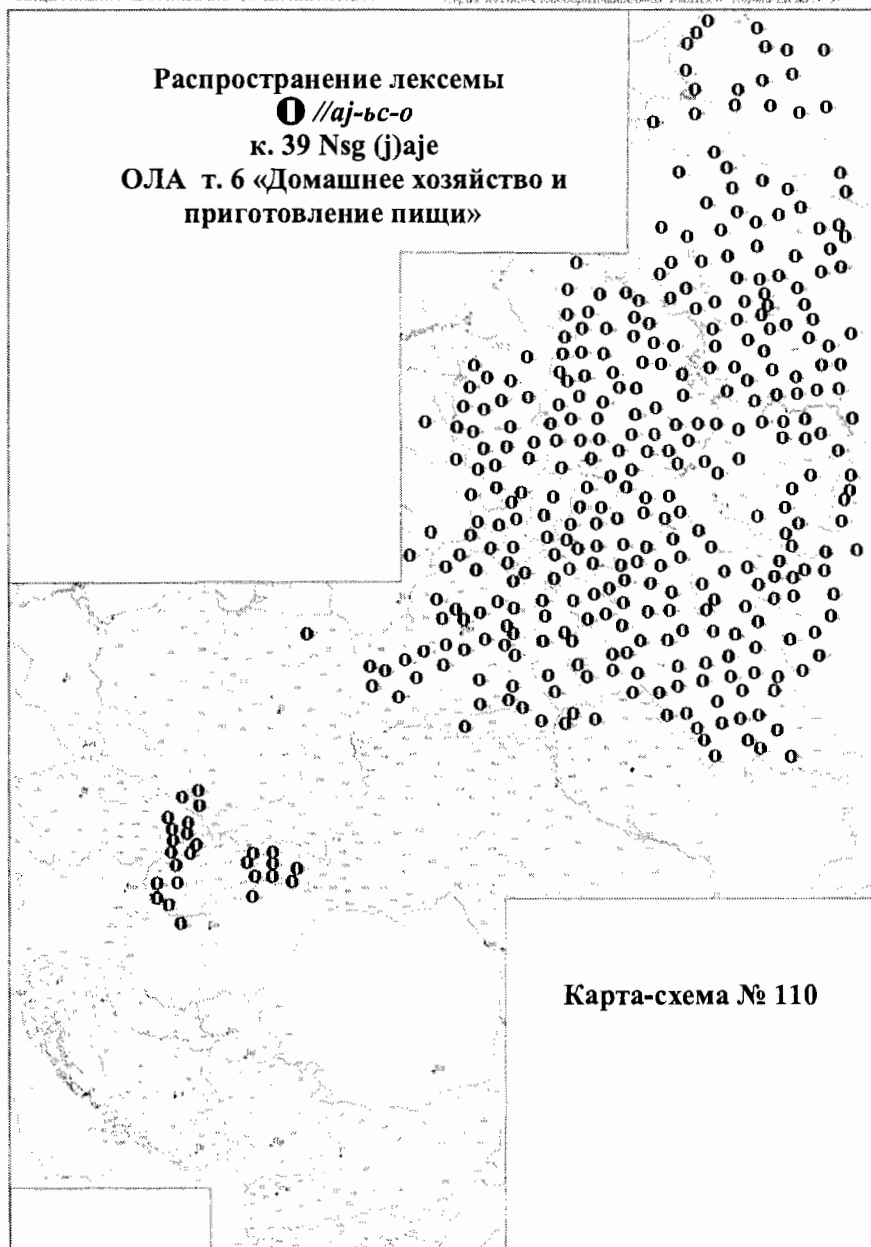 Распространение лексемы
//aj-ьc-o
к. 39 Nsg (j)aje
ОЛА т. 6 «Домашнее хозяйство и
приготовление пищи»
Карта-схема № 110